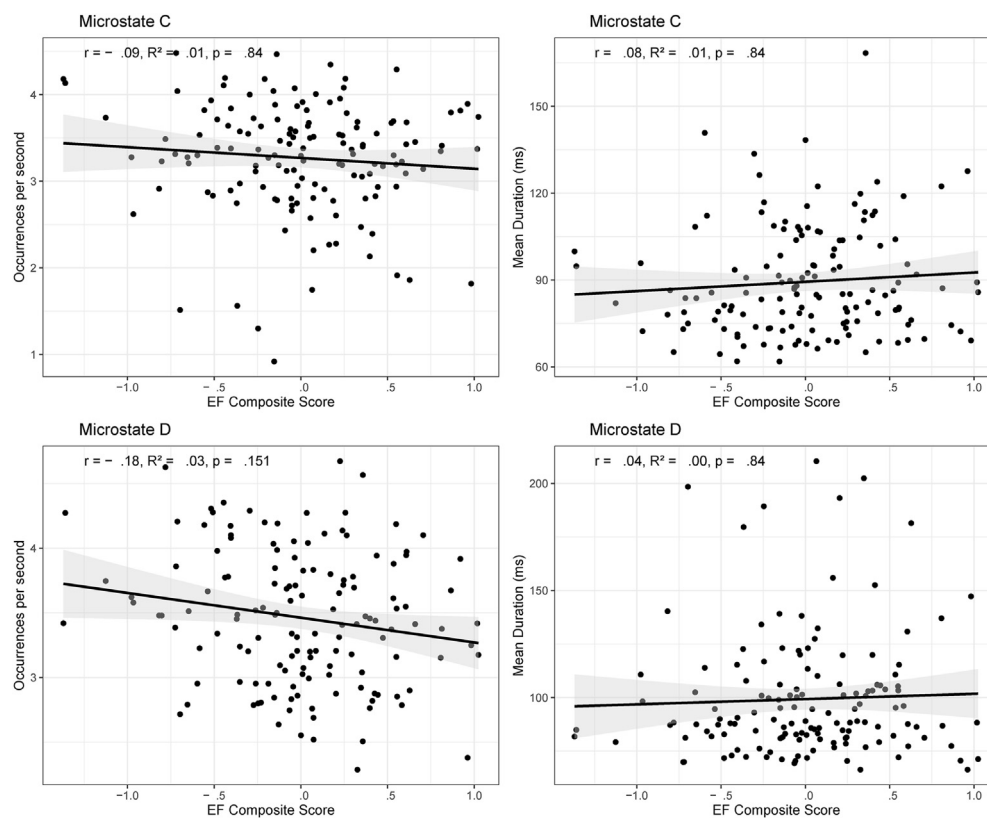 Microstate C
r = − .09, R² = .01, p = .84
4
3
2
1
Occurrences per second
−1.0
− .5
.0
.5
1.0
EF Composite Score
Microstate C
r = .08, R² = .01, p = .84
150
120
90
60
Mean Duration (ms)
−1.0
− .5
.0
.5
1.0
EF Composite Score
Microstate D
r = − .18, R² = .03, p = .151
4
3
Occurrences per second
−1.0
− .5
.0
.5
1.0
EF Composite Score
Microstate D
r = .04, R² = .00, p = .84
200
150
100
50
Mean Duration (ms)
−1.0
− .5
.0
.5
1.0
EF Composite Score